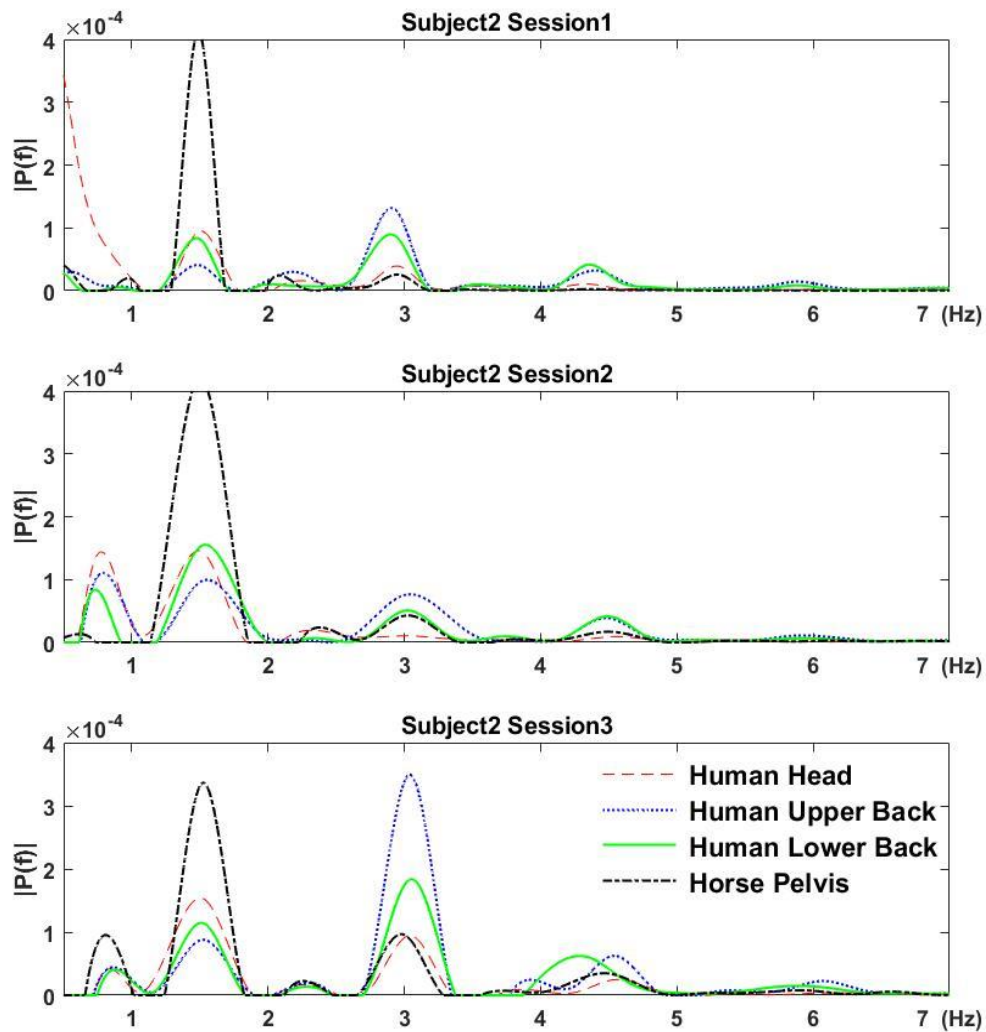 Subject2 Session1
×10⁻⁴
4
3
2
1
0
|P(f)|
1 2 3 4 5 6 7 (Hz)
Subject2 Session2
×10⁻⁴
4
3
2
1
0
|P(f)|
1 2 3 4 5 6 7 (Hz)
Subject2 Session3
×10⁻⁴
4
3
2
1
0
|P(f)|
Human Head
Human Upper Back
Human Lower Back
Horse Pelvis
1 2 3 4 5 6 7 (Hz)